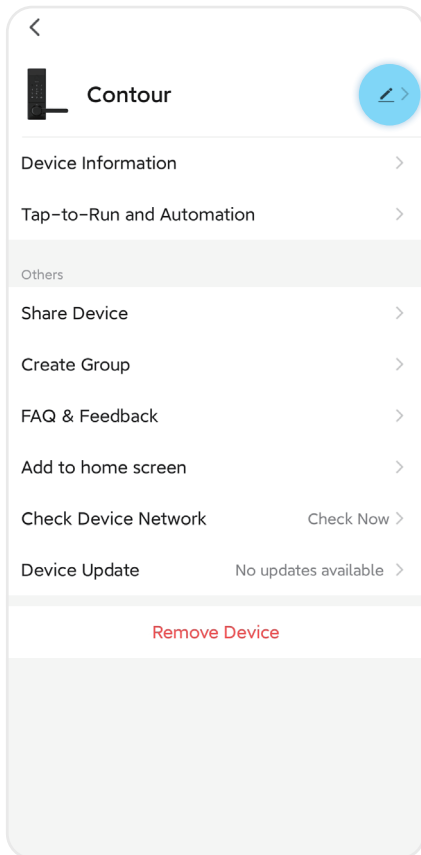 Contour
Device Information
Tap-to-Run and Automation
Others
Share Device
Create Group
FAQ & Feedback
Add to home screen
Check Device Network Check Now
Device Update No updates available
Remove Device